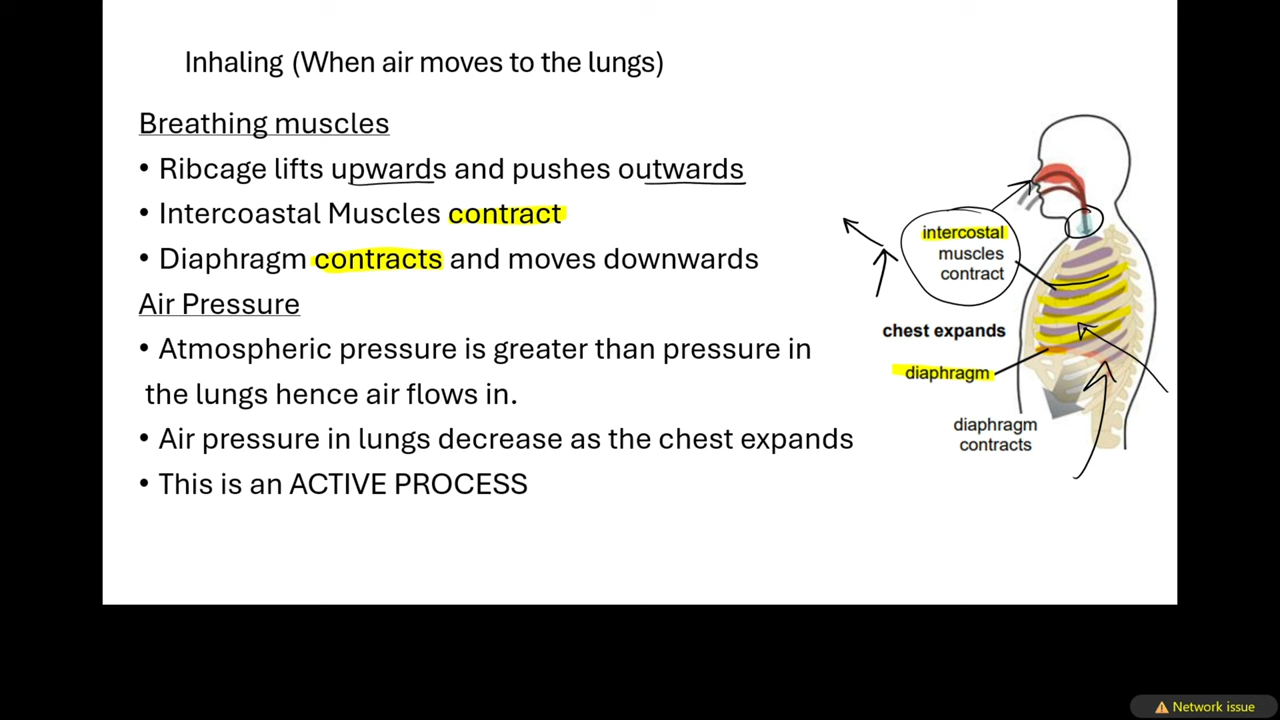 Inhaling (When air moves to the lungs)
Breathing muscles
• Ribcage lifts upwards and pushes outwards
• Intercoastal Muscles contract
• Diaphragm contracts and moves downwards
Air Pressure
• Atmospheric pressure is greater than pressure in
the lungs hence air flows in.
• Air pressure in lungs decrease as the chest expands
• This is an ACTIVE PROCESS
intercostal
muscles
contract
chest expands
diaphragm
diaphragm
contracts
Network issue